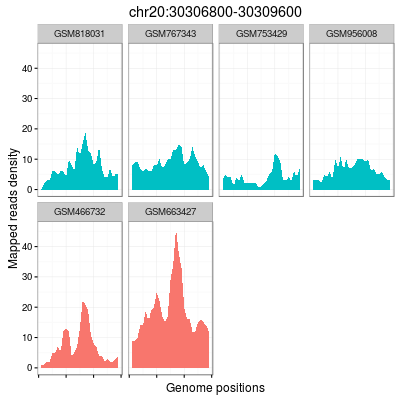 chr20:30306800-30309600
GSM818031 GSM767343 GSM753429 GSM956008
40
30
20
10
0
Mapped reads density
GSM466732 GSM663427
40
30
20
10
0
Genome positions